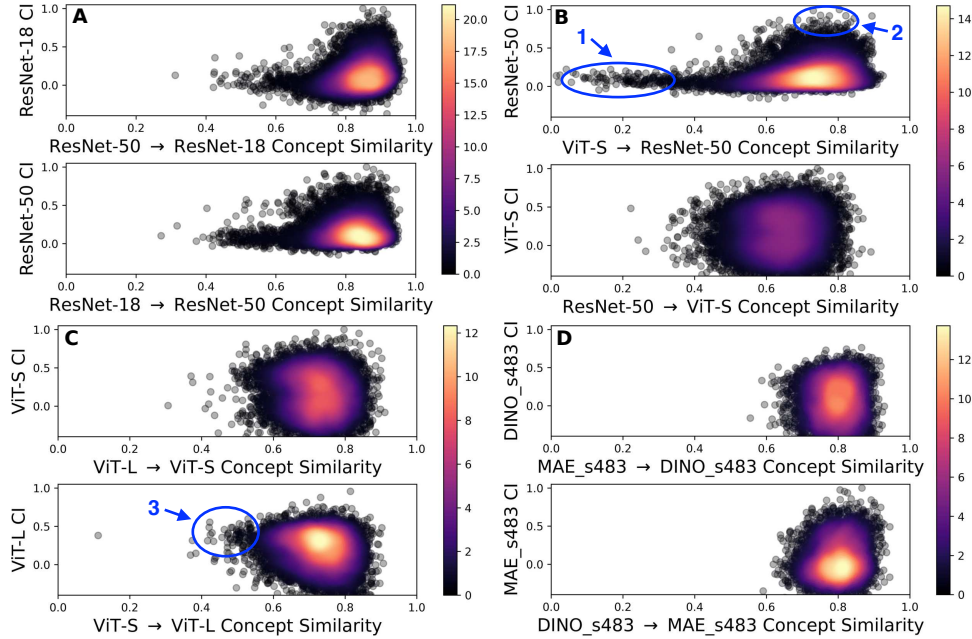 A
ResNet-18 CI
1.0
0.5
0.0
0.0 0.2 0.4 0.6 0.8 1.0
ResNet-50 → ResNet-18 Concept Similarity
ResNet-50 CI
1.0
0.5
0.0
0.0 0.2 0.4 0.6 0.8 1.0
ResNet-18 → ResNet-50 Concept Similarity
20.0
17.5
15.0
12.5
10.0
7.5
5.0
2.5
0.0
B
1
2
ResNet-50 CI
1.0
0.5
0.0
0.0 0.2 0.4 0.6 0.8 1.0
ViT-S → ResNet-50 Concept Similarity
ViT-S CI
1.0
0.5
0.0
0.0 0.2 0.4 0.6 0.8 1.0
ResNet-50 → ViT-S Concept Similarity
14
12
10
8
6
4
2
0
C
ViT-S CI
1.0
0.5
0.0
0.0 0.2 0.4 0.6 0.8 1.0
ViT-L → ViT-S Concept Similarity
3
ViT-L CI
1.0
0.5
0.0
0.0 0.2 0.4 0.6 0.8 1.0
ViT-S → ViT-L Concept Similarity
12
10
8
6
4
2
0
D
DINO_s483 CI
1.0
0.5
0.0
0.0 0.2 0.4 0.6 0.8 1.0
MAE_s483 → DINO_s483 Concept Similarity
MAE_s483 CI
1.0
0.5
0.0
0.0 0.2 0.4 0.6 0.8 1.0
DINO_s483 → MAE_s483 Concept Similarity
12
10
8
6
4
2
0